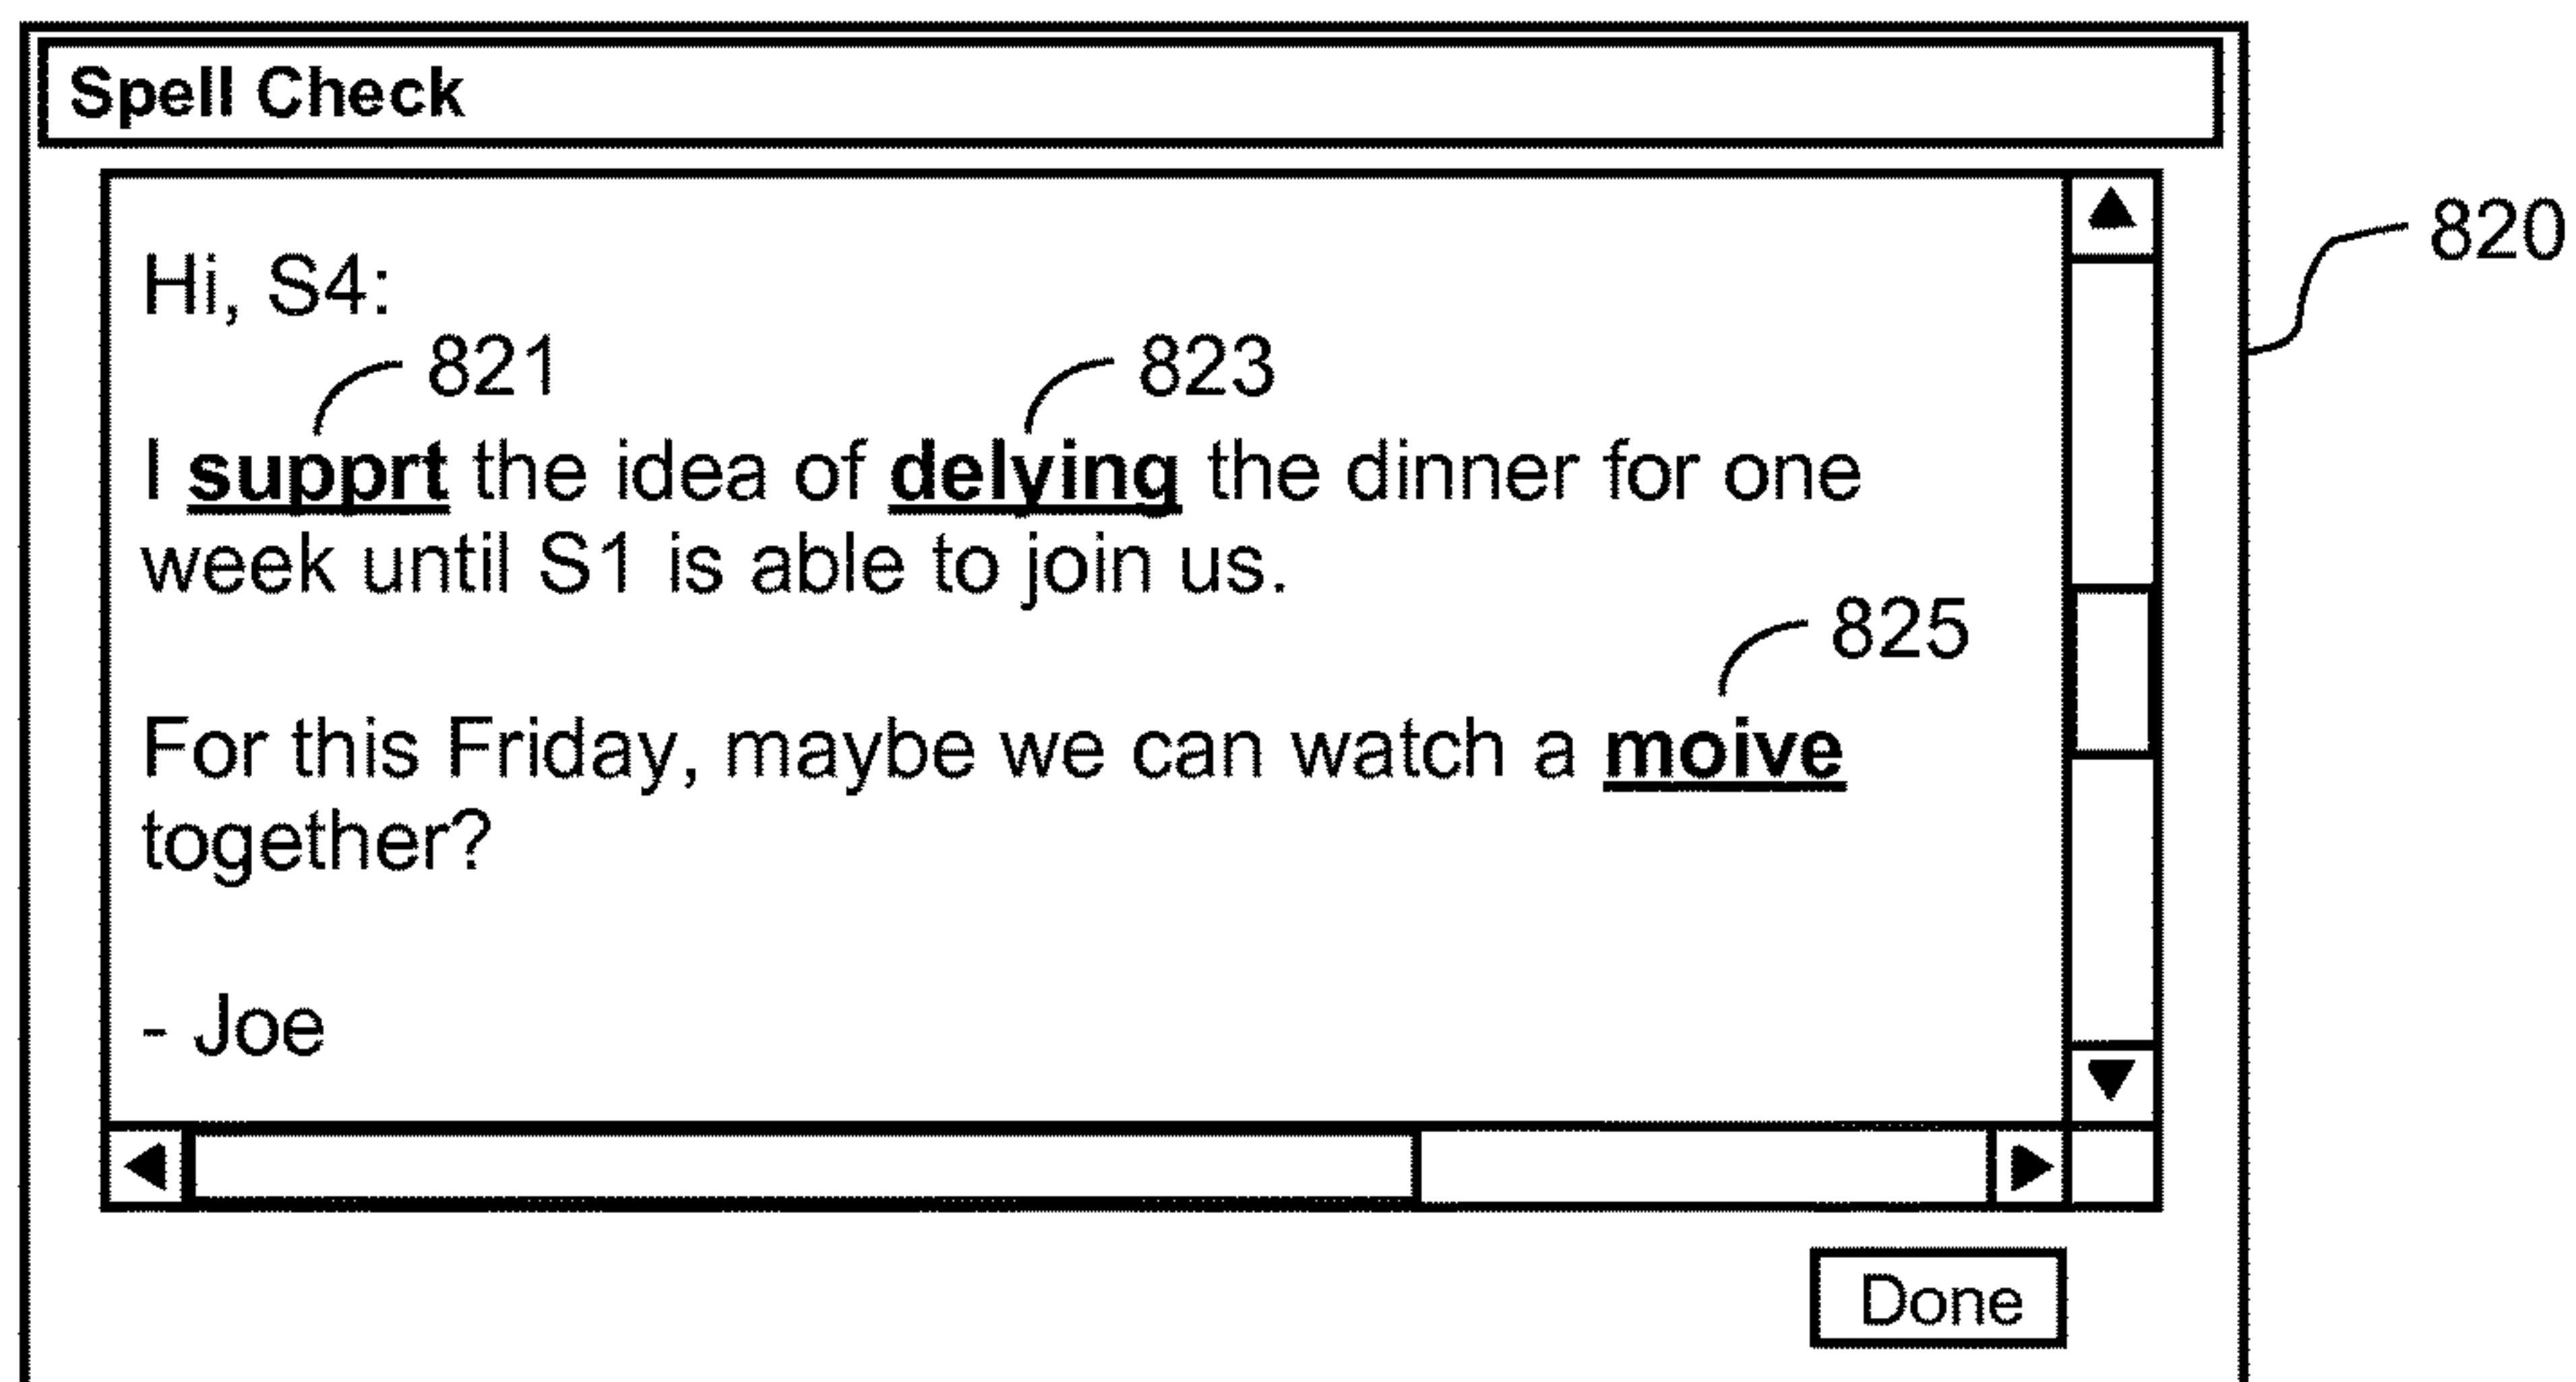 Spell Check
820
Hi, S4:
821 823
I supprt the idea of delying the dinner for one
week until S1 is able to join us.
825
For this Friday, maybe we can watch a moive
together?
- Joe
Done